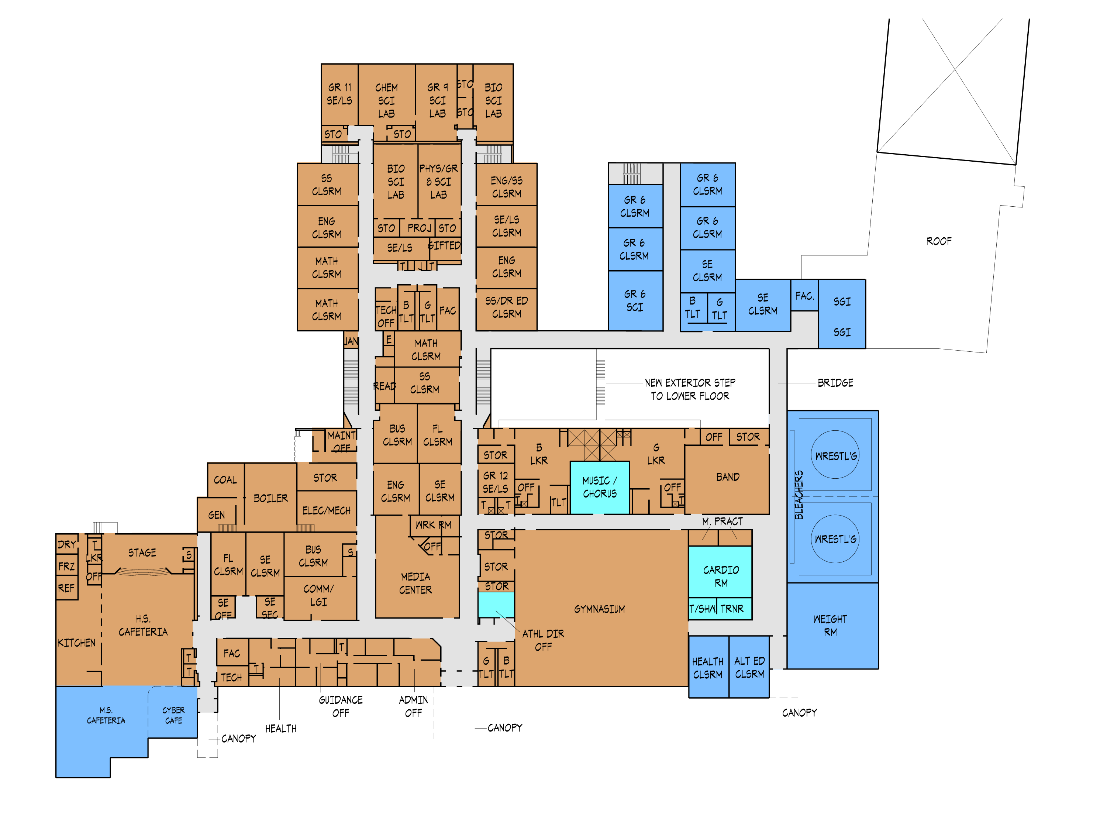 GR 11
SE/LS
CHEM
SCI
LAB
GR 9
SCI
LAB
STO
STO
BIO
SCI
LAB
STO
STO
SS
CLSRM
BIO
SCI
LAB
PHYS/GR
8 SCI
LAB
ENG/SS
CLSRM
GR 6
CLSRM
GR 6
CLSRM
ENG
CLSRM
SE/LS
CLSRM
GR 6
CLSRM
GR 6
CLSRM
STO
PROJ
STO
SE/LS
GIFTED
ROOF
MATH
CLSRM
T
T
ENG
CLSRM
GR 6
SCI
SE
CLSRM
MATH
CLSRM
TECH
OFF
B
TLT
G
TLT
FAC
SS/DR ED
CLSRM
B
TLT
G
TLT
SE
CLSRM
FAC.
SGI
SGI
JAN
E
MATH
CLSRM
READ
SS
CLSRM
NEW EXTERIOR STEP
TO LOWER FLOOR
BRIDGE
MAINT
OFF
BUS
CLSRM
FL
CLSRM
STOR
B
LKR
G
LKR
OFF
STOR
BAND
WRESTL'G
BLEACHERS
COAL
BOILER
STOR
ENG
CLSRM
SE
CLSRM
GR 12
SE/LS
OFF
TLT
MUSIC /
CHORUS
OFF
GEN
ELEC/MECH
T
T
WRK RM
OFF
M. PRACT
WRESTL'G
DRY
T
LKR
STAGE
S
FL
CLSRM
SE
CLSRM
BUS
CLSRM
S
STOR
FRZ
OFF
REF
COMM/
LGI
MEDIA
CENTER
STOR
STOR
CARDIO
RM
SE
OFF
SE
SEC
GYMNASIUM
T/SHW
TRNR
H.S.
CAFETERIA
WEIGHT
RM
KITCHEN
ATHL DIR
OFF
T
T
FAC
TECH
T
T
G
TLT
B
TLT
HEALTH
CLSRM
ALT ED
CLSRM
GUIDANCE
OFF
ADMIN
OFF
M.S.
CAFETERIA
CYBER
CAFE
HEALTH
CANOPY
CANOPY
CANOPY